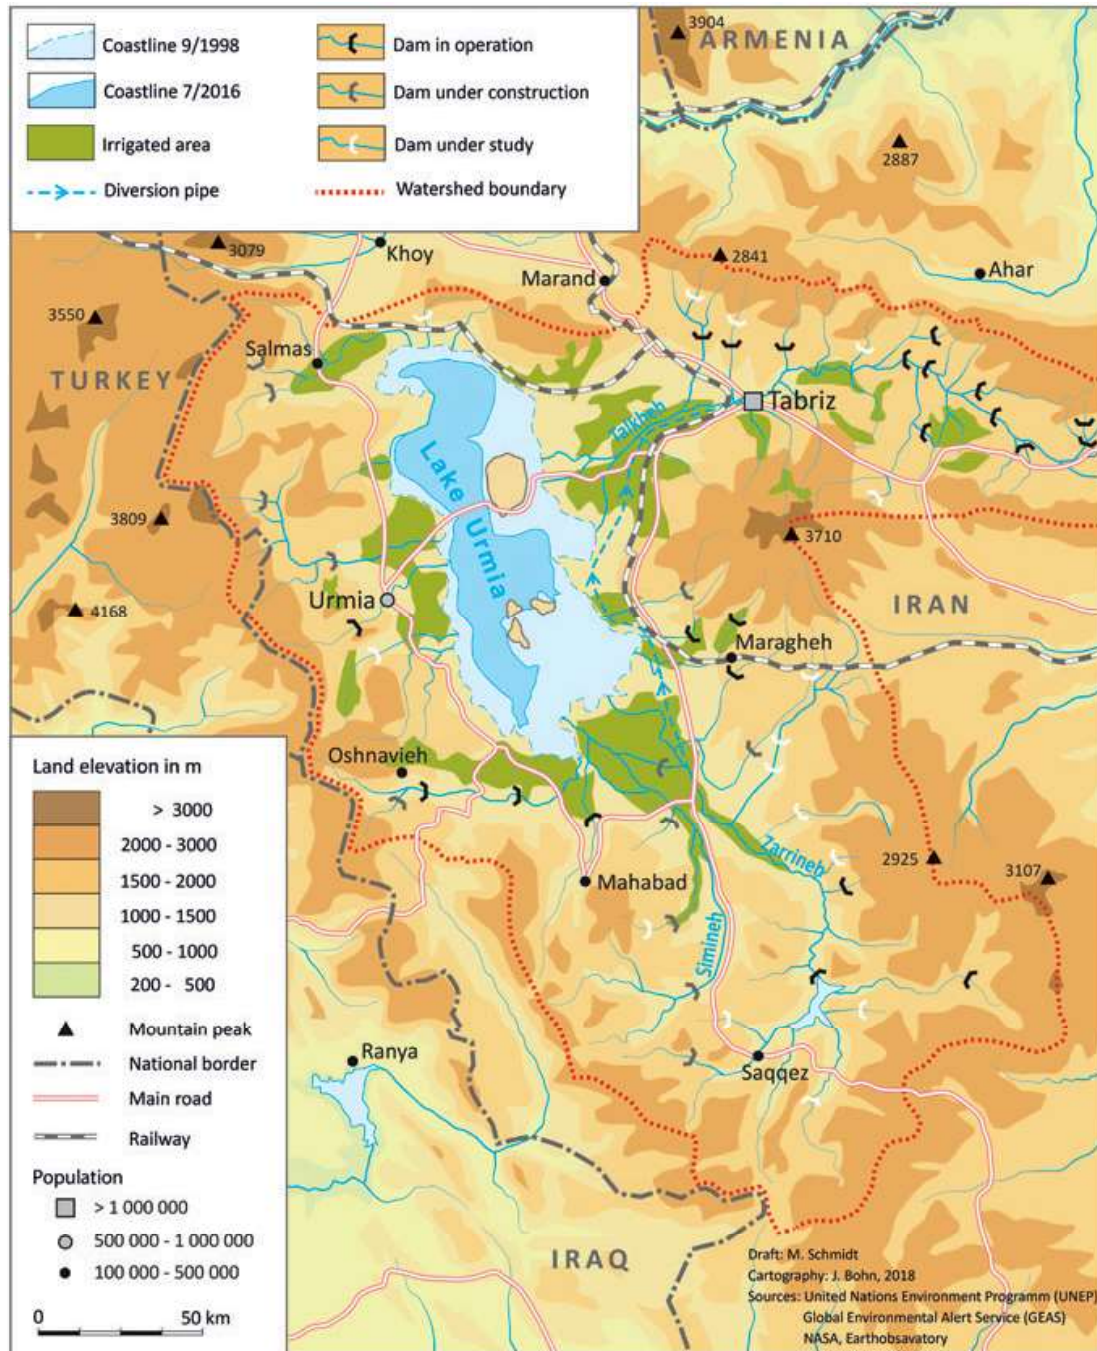 Coastline 9/1998
Coastline 7/2016
Irrigated area
Diversion pipe
Dam in operation
Dam under construction
Dam under study
Watershed boundary
3904
ARMENIA
2887
3079
Khoy
Marand
2841
Ahar
3550
Salmas
TURKEY
Tabriz
Talkheh
Lake Urmia
3809
3710
Urmia
4168
IRAN
Maragheh
Oshnavieh
Zarrineh
2925
3107
Mahabad
Simineh
Ranya
Saqqez
IRAQ
Land elevation in m
> 3000
2000 - 3000
1500 - 2000
1000 - 1500
500 - 1000
200 - 500
Mountain peak
National border
Main road
Railway
Population
> 1 000 000
500 000 - 1 000 000
100 000 - 500 000
0 50 km
Draft: M. Schmidt
Cartography: J. Bohn, 2018
Sources: United Nations Environment Programm (UNEP)
Global Environmental Alert Service (GEAS)
NASA, Earthobsavatory